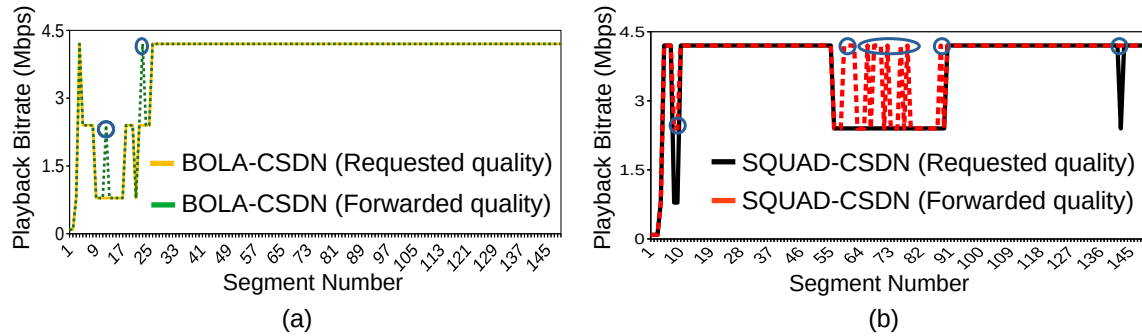 Playback Bitrate (Mbps)
4.5
3
1.5
0
BOLA-CSDN (Requested quality)
BOLA-CSDN (Forwarded quality)
1 9 17 25 33 41 49 57 65 73 81 89 97 105 113 121 129 137 145
Segment Number
(a)
Playback Bitrate (Mbps)
4.5
3
1.5
0
SQUAD-CSDN (Requested quality)
SQUAD-CSDN (Forwarded quality)
1 10 19 28 37 46 55 64 73 82 91 100 109 118 127 136 145
Segment Number
(b)